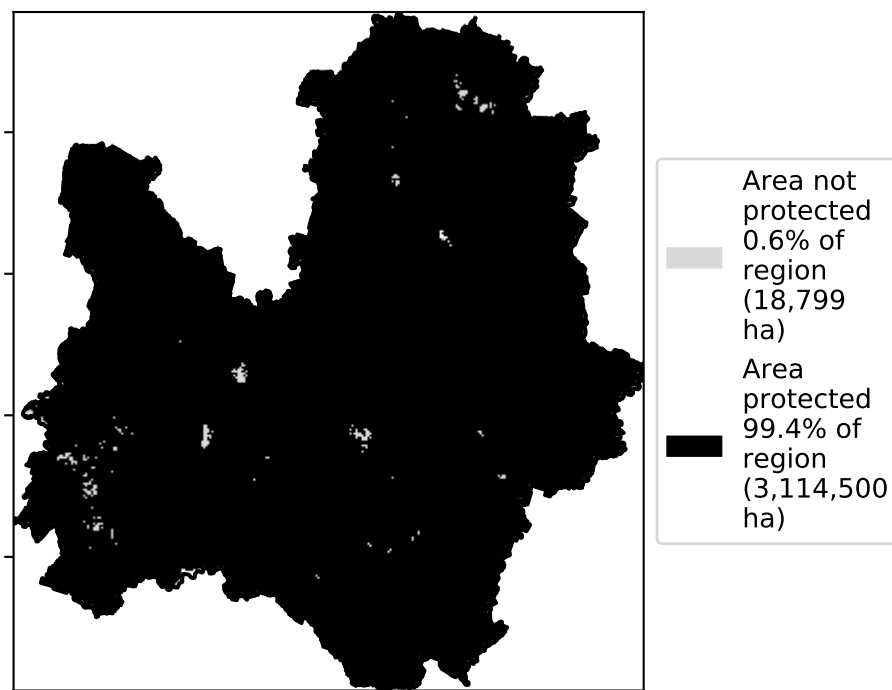 Area not
protected
0.6% of
region
(18,799
ha)
Area
protected
99.4% of
region
(3,114,500
ha)